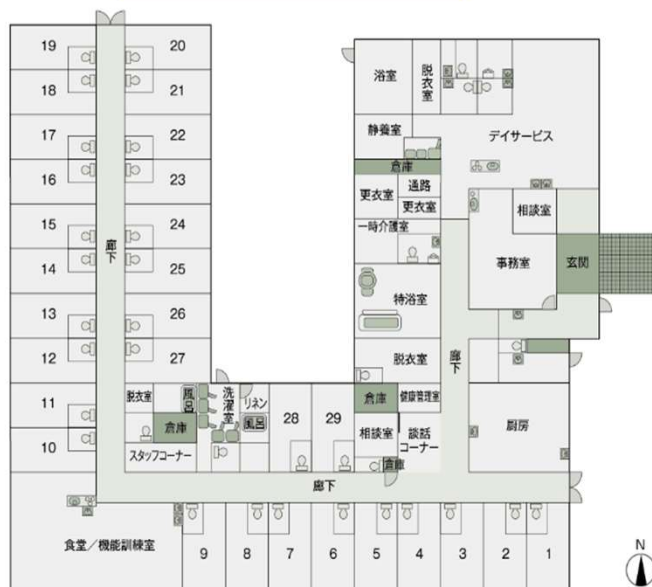 19
20
18
21
17
22
16
23
15
24
14
25
13
26
12
27
11
10
廊下
浴室
脱衣室
静養室
デイサービス
倉庫
更衣室
通路
更衣室
相談室
一時介護室
事務室
玄関
特浴室
脱衣室
廊下
倉庫
健康管理室
相談室
談話
コーナー
倉庫
厨房
脱衣室
風呂
洗濯室
リネン
風呂
倉庫
スタッフコーナー
28
29
廊下
食堂/機能訓練室
9
8
7
6
5
4
3
2
1
N